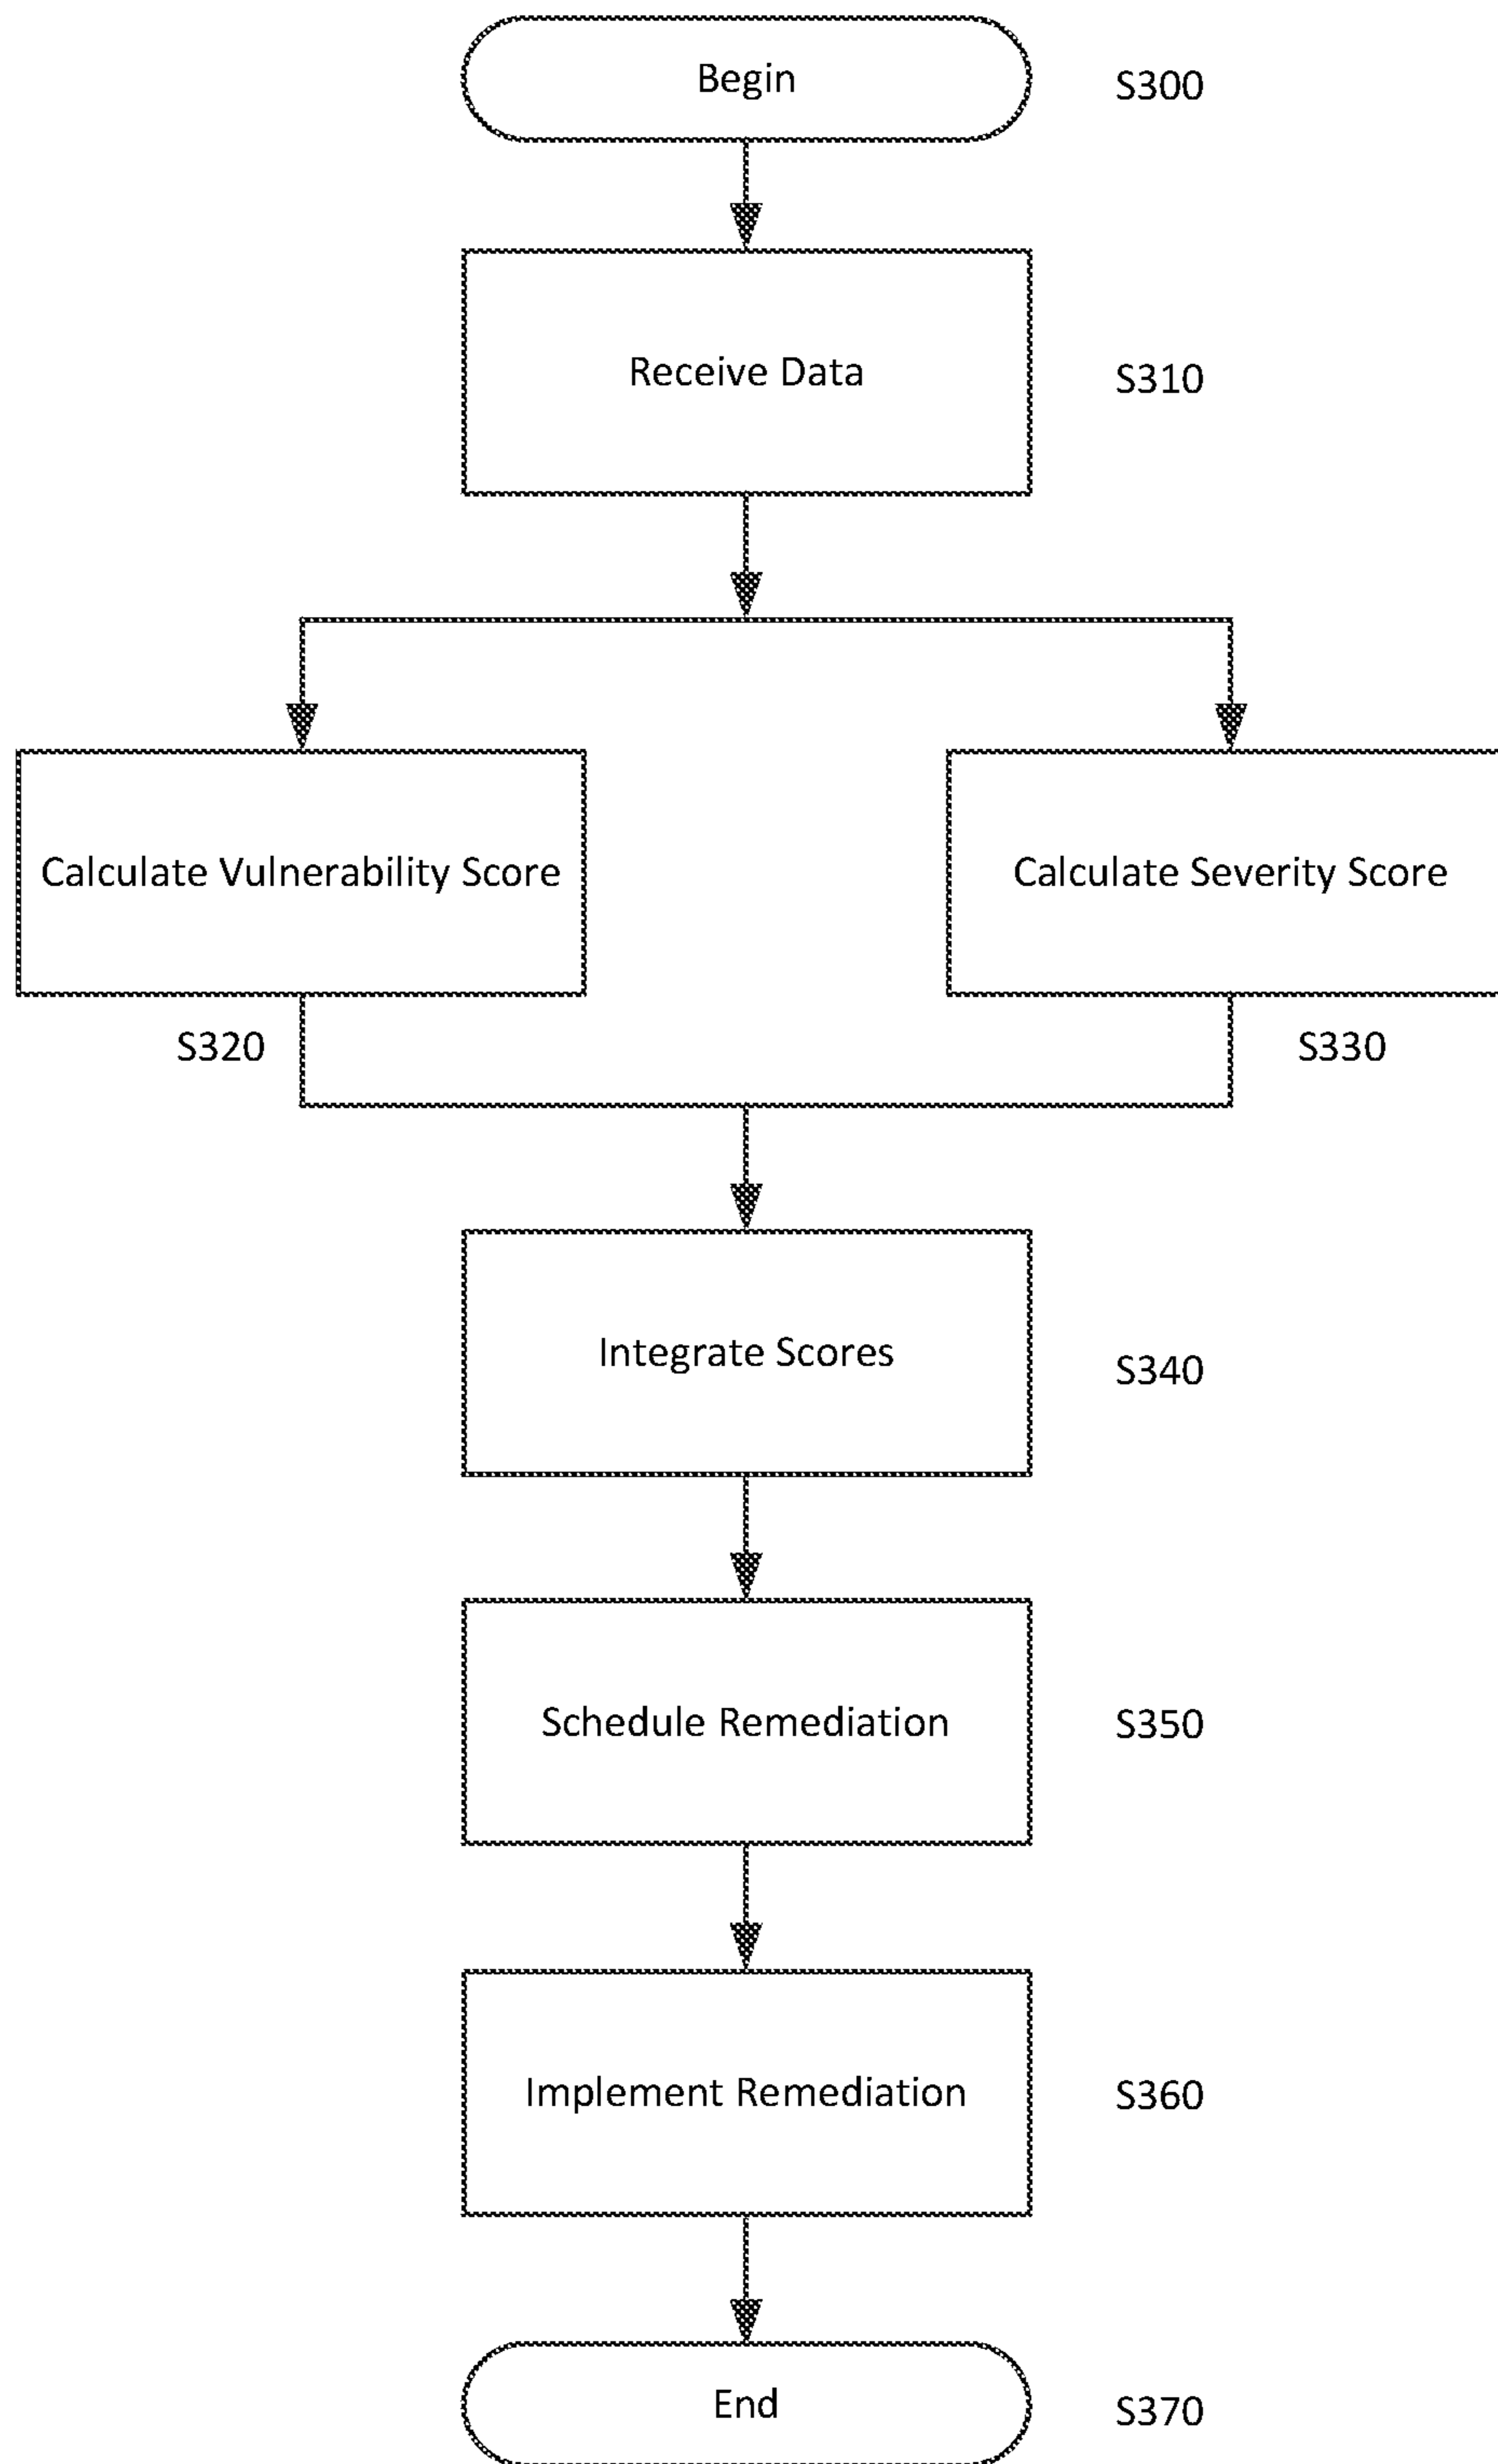 Begin
S300
Receive Data
S310
Calculate Vulnerability Score
Calculate Severity Score
S320
S330
Integrate Scores
S340
Schedule Remediation
S350
Implement Remediation
S360
End
S370